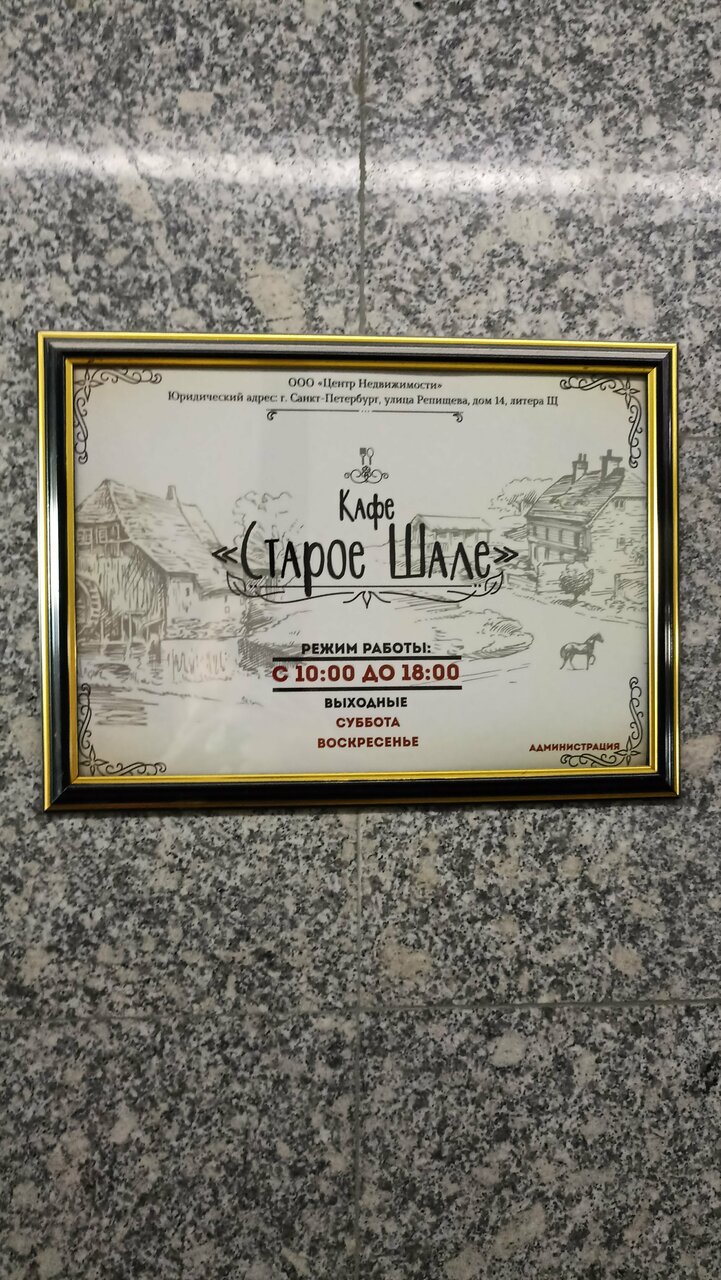 ООО «Центр Недвижимости»
Юридический адрес: г. Санкт-Петербург, улица Репищева, дом 14, литера Щ
Кафе
«Старое Шале»
РЕЖИМ РАБОТЫ:
С 10:00 ДО 18:00
ВЫХОДНЫЕ
СУББОТА
ВОСКРЕСЕНЬЕ
АДМИНИСТРАЦИЯ